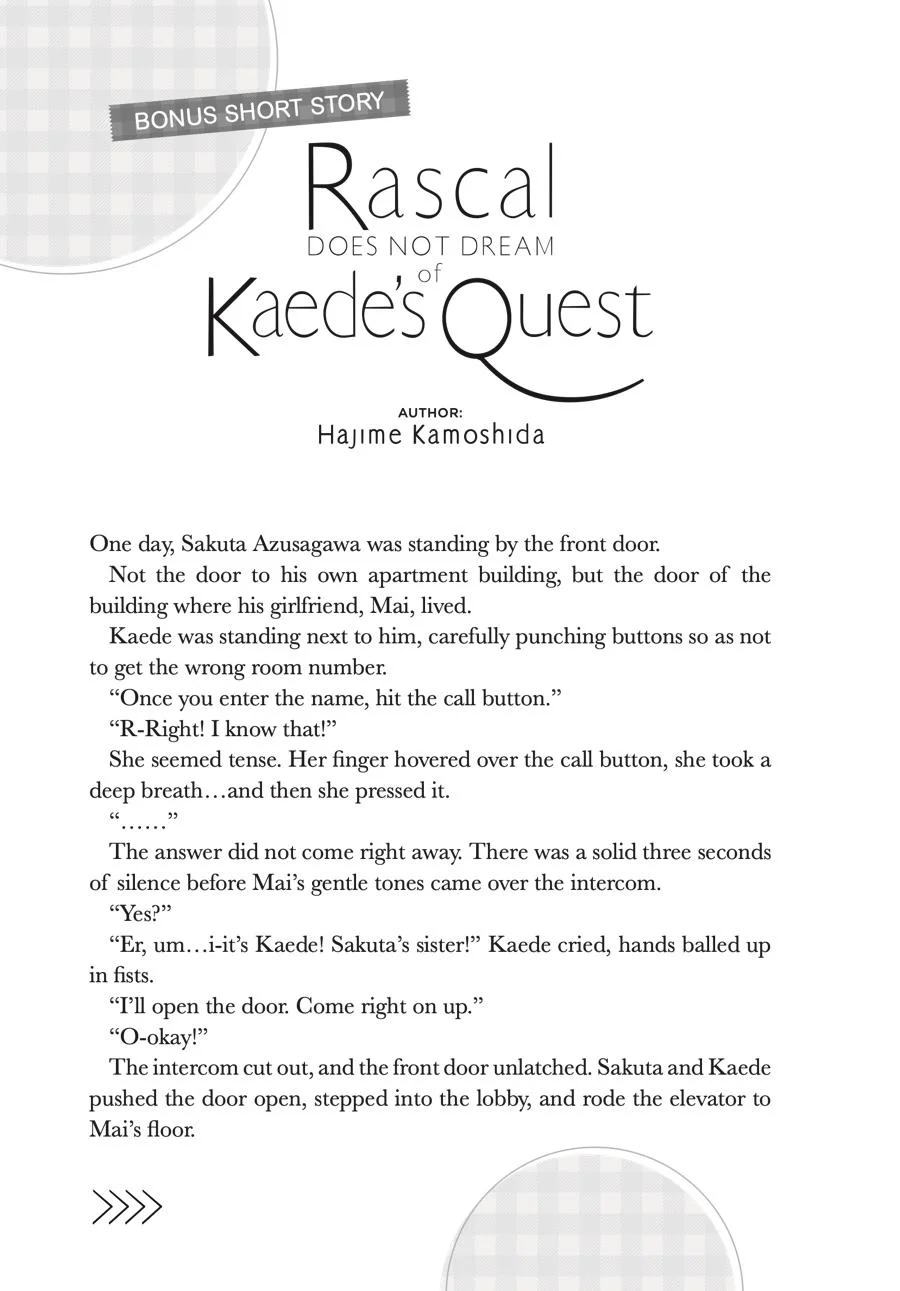 BONUS SHORT STORY
Rascal
DOES NOT DREAM
of
Kaede’s Quest
AUTHOR:
Hajime Kamoshida
One day, Sakuta Azusagawa was standing by the front door.
Not the door to his own apartment building, but the door of the
building where his girlfriend, Mai, lived.
Kaede was standing next to him, carefully punching buttons so as not
to get the wrong room number.
“Once you enter the name, hit the call button.”
“R-Right! I know that!”
She seemed tense. Her finger hovered over the call button, she took a
deep breath…and then she pressed it.
“……”
The answer did not come right away. There was a solid three seconds
of silence before Mai’s gentle tones came over the intercom.
“Yes?”
“Er, um…i-it’s Kaede! Sakuta’s sister!” Kaede cried, hands balled up
in fists.
“I’ll open the door. Come right on up.”
“O-okay!”
The intercom cut out, and the front door unlatched. Sakuta and Kaede
pushed the door open, stepped into the lobby, and rode the elevator to
Mai’s floor.